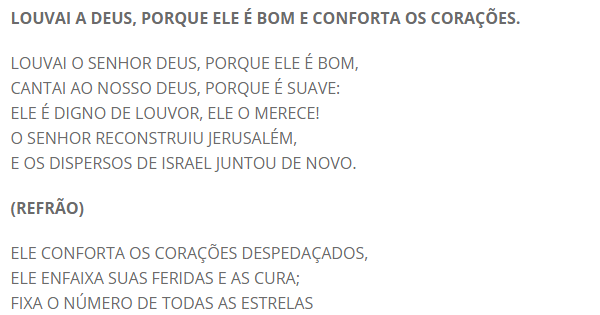 LOUVAI A DEUS, PORQUE ELE É BOM E CONFORTA OS CORAÇÕES.
LOUVAI O SENHOR DEUS, PORQUE ELE É BOM,
CANTAI AO NOSSO DEUS, PORQUE É SUAVE:
ELE É DIGNO DE LOUVOR, ELE O MERECE!
O SENHOR RECONSTRUIU JERUSALÉM,
E OS DISPERSOS DE ISRAEL JUNTOU DE NOVO.
(REFRÃO)
ELE CONFORTA OS CORAÇÕES DESPEDAÇADOS,
ELE ENFAIXA SUAS FERIDAS E AS CURA;
FIXA O NÚMERO DE TODAS AS ESTRELAS